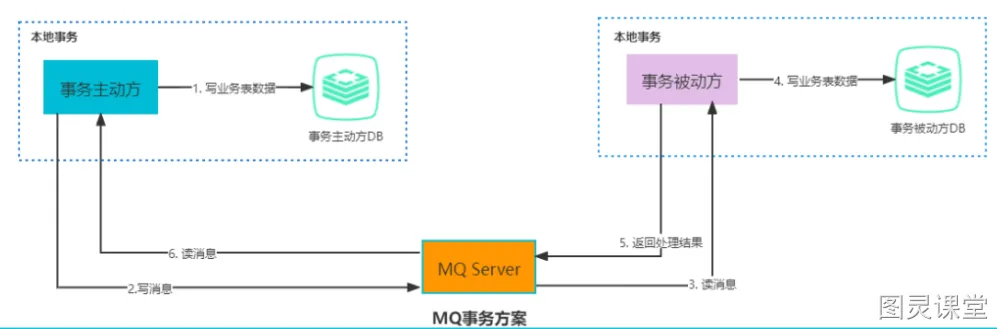 本地事务
本地事务
事务主动方
1. 写业务表数据
事务主动方DB
事务被动方
4. 写业务表数据
事务被动方DB
6. 读消息
5. 返回处理结果
MQ Server
2.写消息
3. 读消息
MQ事务方案
图灵课堂